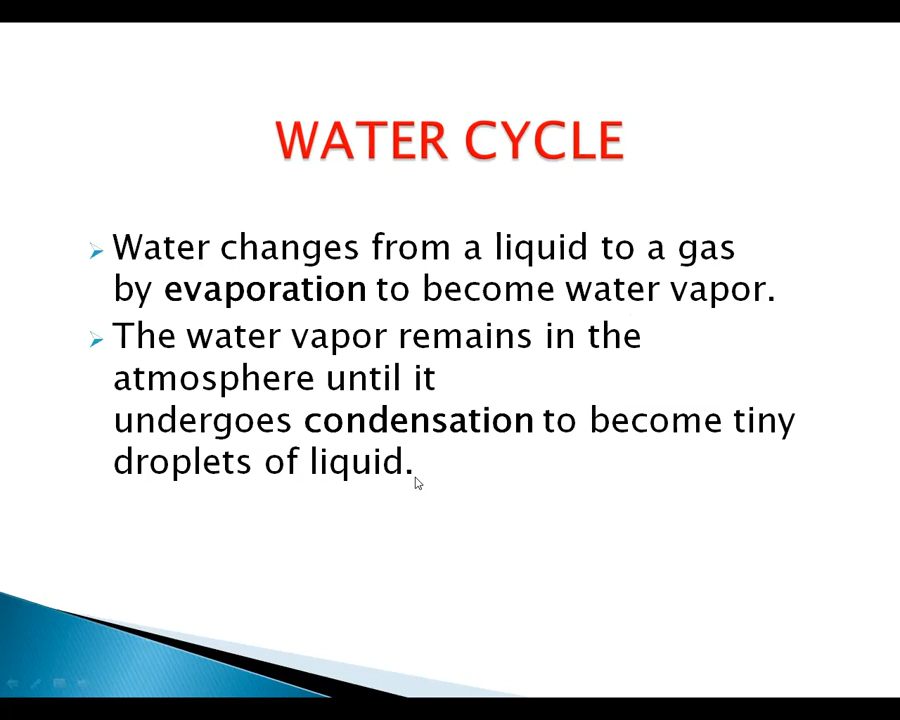 WATER CYCLE
Water changes from a liquid to a gas
by evaporation to become water vapor.
The water vapor remains in the
atmosphere until it
undergoes condensation to become tiny
droplets of liquid.